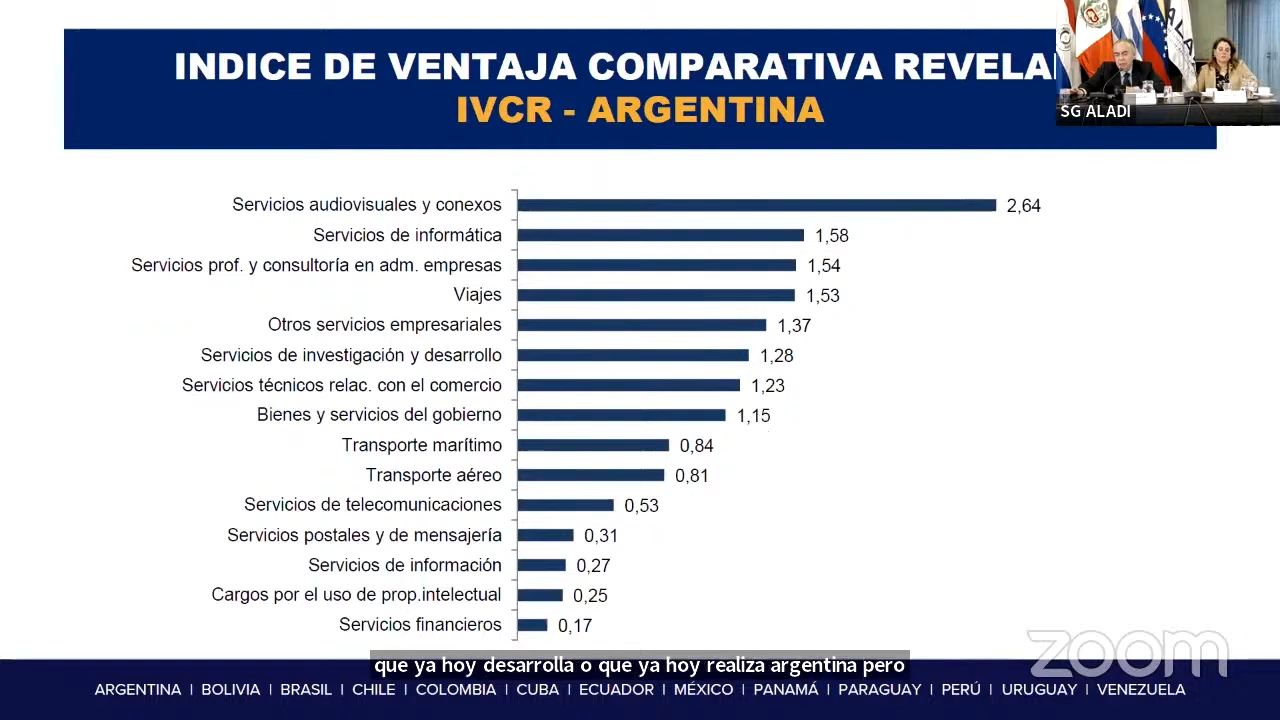 INDICE DE VENTAJA COMPARATIVA REVELA
IVCR - ARGENTINA
SG ALADI
Servicios audiovisuales y conexos 2,64
Servicios de informática 1,58
Servicios prof. y consultoría en adm. empresas 1,54
Viajes 1,53
Otros servicios empresariales 1,37
Servicios de investigación y desarrollo 1,28
Servicios técnicos relac. con el comercio 1,23
Bienes y servicios del gobierno 1,15
Transporte marítimo 0,84
Transporte aéreo 0,81
Servicios de telecomunicaciones 0,53
Servicios postales y de mensajería 0,31
Servicios de información 0,27
Cargos por el uso de prop.intelectual 0,25
Servicios financieros 0,17
zoom
que ya hoy desarrolla o que ya hoy realiza argentina pero
ARGENTINA | BOLIVIA | BRASIL | CHILE | COLOMBIA | CUBA | ECUADOR | MÉXICO | PANAMÁ | PARAGUAY | PERÚ | URUGUAY | VENEZUELA